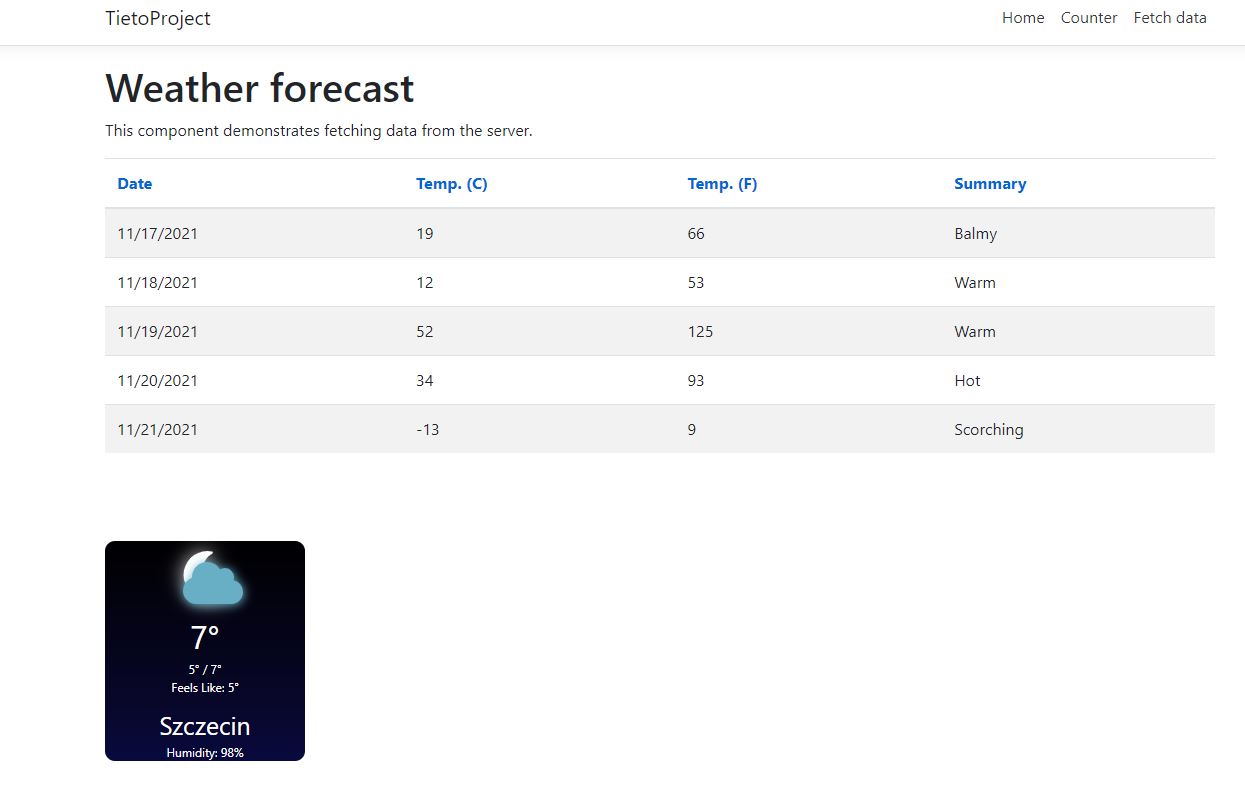 TietoProject Home Counter Fetch data
Weather forecast
This component demonstrates fetching data from the server.
Date Temp. (C) Temp. (F) Summary
11/17/2021 19 66 Balmy
11/18/2021 12 53 Warm
11/19/2021 52 125 Warm
11/20/2021 34 93 Hot
11/21/2021 -13 9 Scorching
7°
5° / 7°
Feels Like: 5°
Szczecin
Humidity: 98%